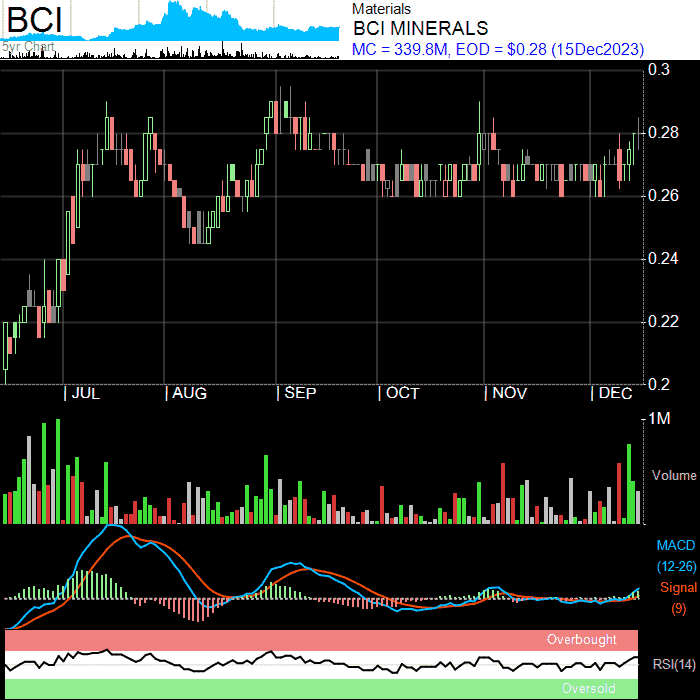 BCI
5yr Chart
Materials
BCI MINERALS
MC = 339.8M, EOD = $0.28 (15Dec2023)
0.3
0.28
0.26
0.24
0.22
0.2
| JUL | AUG | SEP | OCT | NOV | DEC
1M
Volume
MACD
(12-26)
Signal
(9)
Overbought
RSI(14)
Oversold